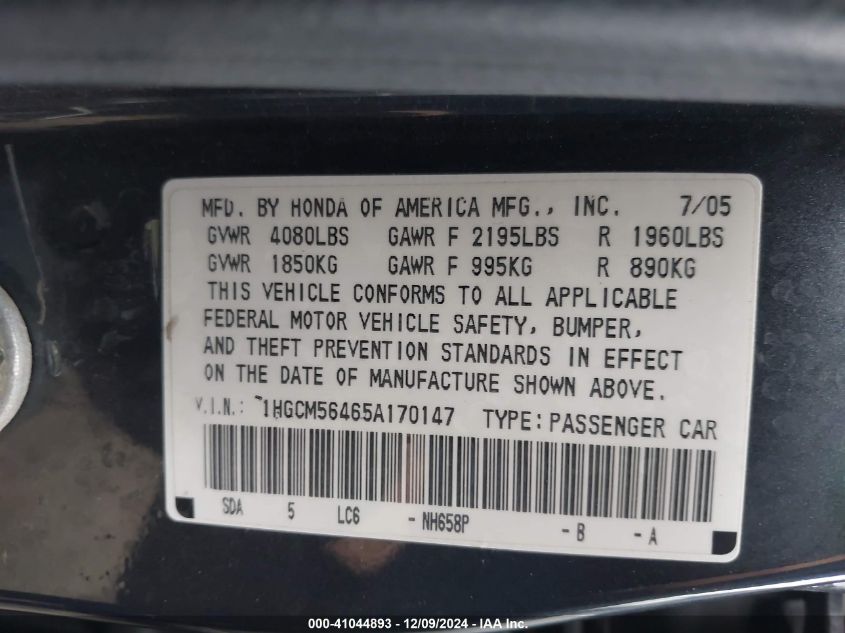 MFD. BY HONDA OF AMERICA MFG., INC. 7/05
GVWR 4080LBS GAWR F 2195LBS R 1960LBS
GVWR 1850KG GAWR F 995KG R 890KG
THIS VEHICLE CONFORMS TO ALL APPLICABLE
FEDERAL MOTOR VEHICLE SAFETY, BUMPER,
AND THEFT PREVENTION STANDARDS IN EFFECT
ON THE DATE OF MANUFACTURE SHOWN ABOVE.
V.I.N.: 1HGCM56465A170147 TYPE: PASSENGER CAR
SDA 5 LC6 - NH658P - B - A
000-41044893 - 12/09/2024 - IAA Inc.